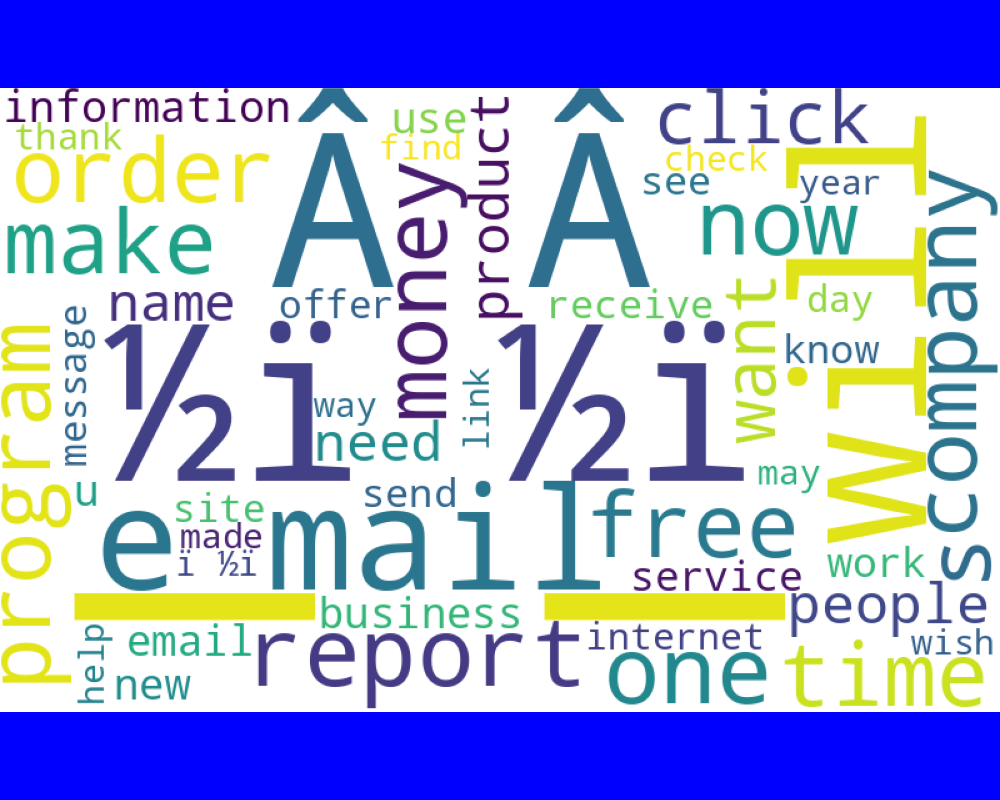 information
thank
order
make
Â Â
use
find
money
product
click
check
see
year
now
Will
company
name
offer
receive
want
day
know
program
message
½ï ½ï
way
need
link
may
u
site
made
ï ½ï
send
e mail
free
s
service
work
_ _
business
people
help
email
new
report
internet
one
time
wish